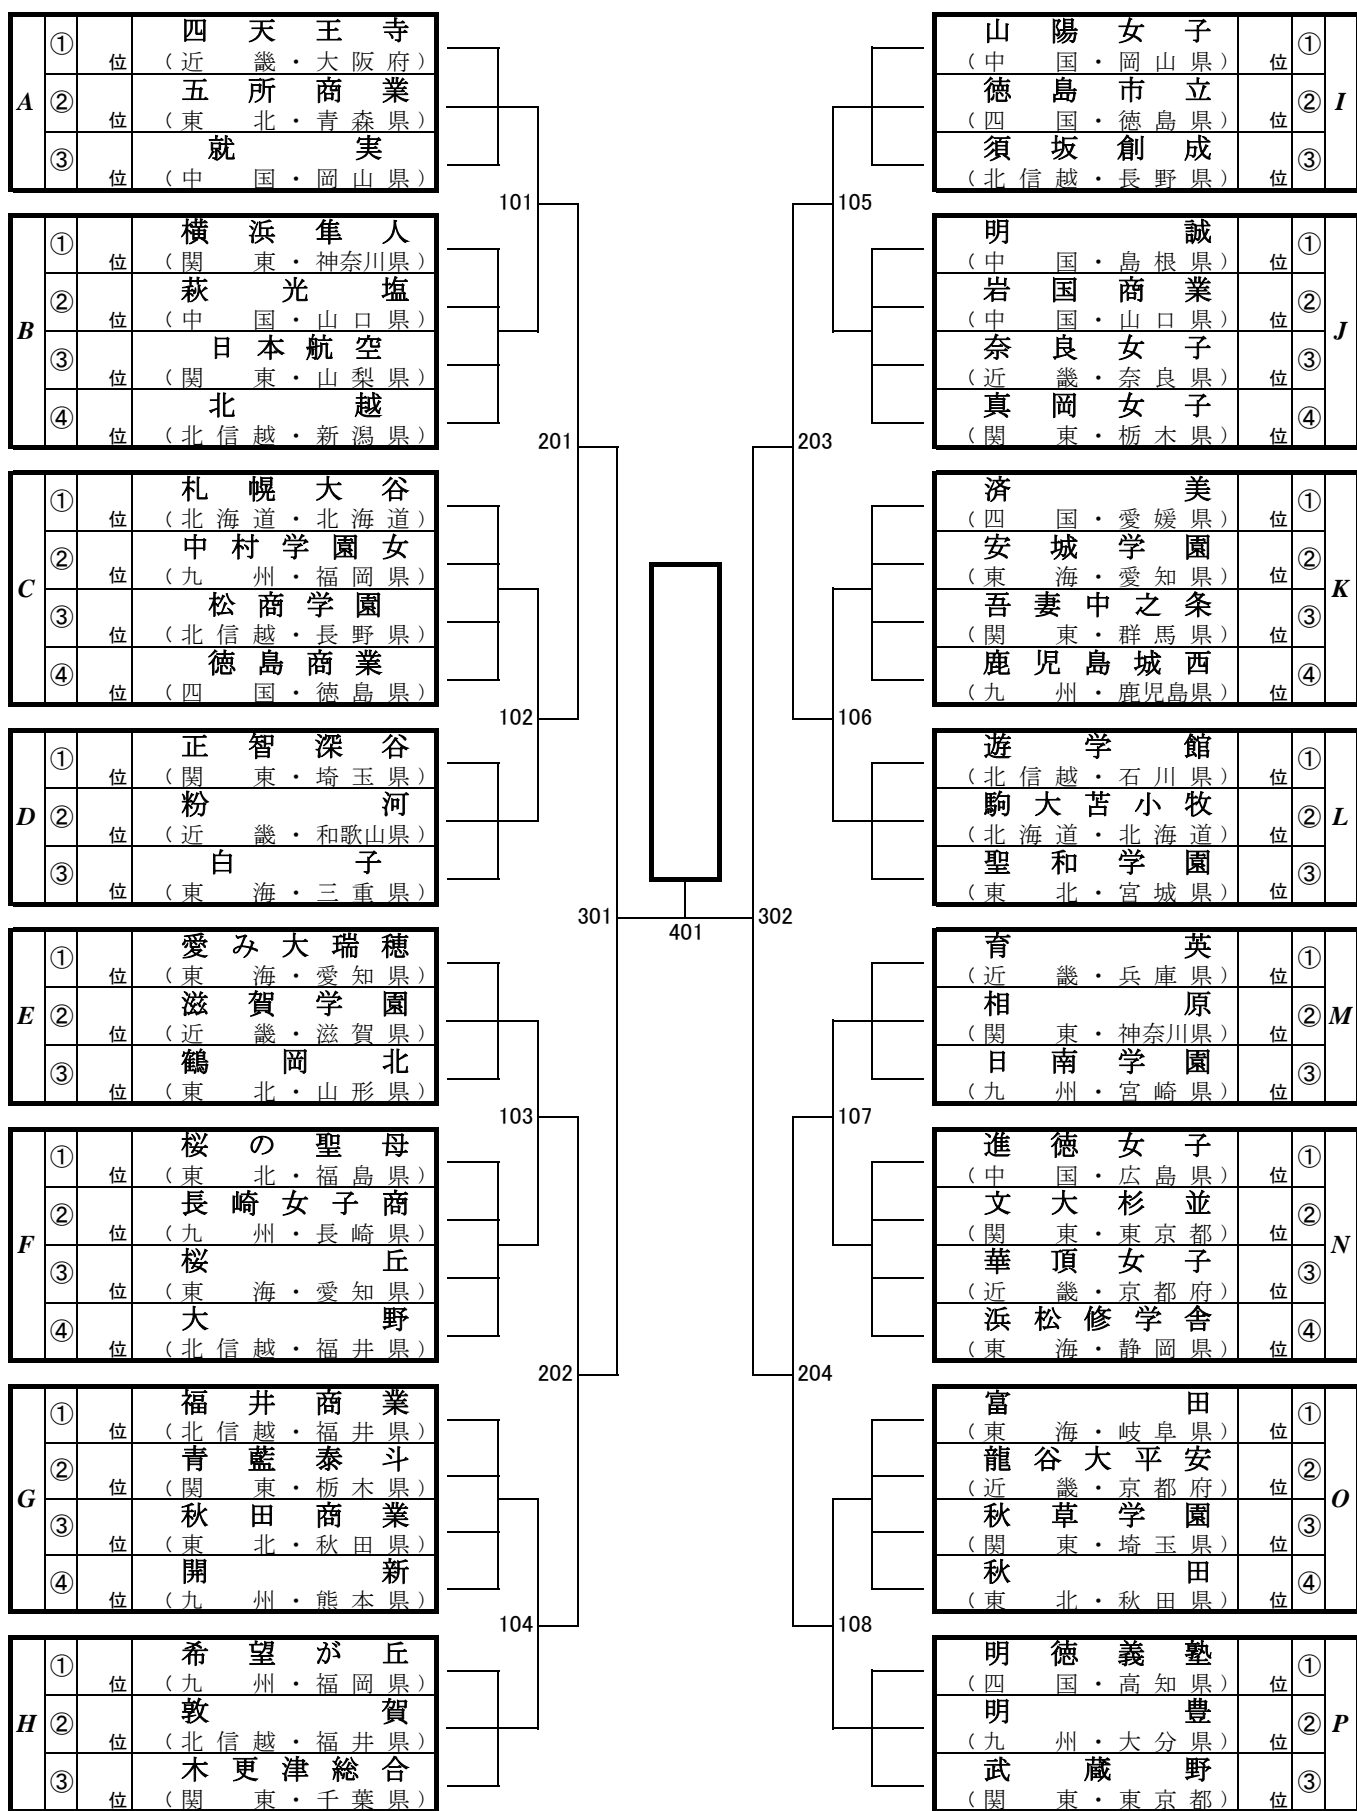 A
① 位 四天王寺
(近畿・大阪府)
② 位 五所商業
(東北・青森県)
③ 位 就実
(中国・岡山県)
B
① 位 横浜隼人
(関東・神奈川県)
② 位 萩光塩
(中国・山口県)
③ 位 日本航空
(関東・山梨県)
④ 位 北越
(北信越・新潟県)
C
① 位 札幌大谷
(北海道・北海道)
② 位 中村学園女
(九州・福岡県)
③ 位 松商学園
(北信越・長野県)
④ 位 徳島商業
(四国・徳島県)
D
① 位 正智深谷
(関東・埼玉県)
② 位 粉河
(近畿・和歌山県)
③ 位 白子
(東海・三重県)
E
① 位 愛み大瑞穂
(東海・愛知県)
② 位 滋賀学園
(近畿・滋賀県)
③ 位 鶴岡北
(東北・山形県)
F
① 位 桜の聖母
(東北・福島県)
② 位 長崎女子商
(九州・長崎県)
③ 位 桜丘
(東海・愛知県)
④ 位 大野
(北信越・福井県)
G
① 位 福井商業
(北信越・福井県)
② 位 青藍泰斗
(関東・栃木県)
③ 位 秋田商業
(東北・秋田県)
④ 位 開新
(九州・熊本県)
H
① 位 希望が丘
(九州・福岡県)
② 位 敦賀
(北信越・福井県)
③ 位 木更津総合
(関東・千葉県)
101
201
102
301
103
202
104
401
105
203
106
302
107
204
108
山陽女子 位 ①
(中国・岡山県)
徳島市立 位 ②
(四国・徳島県)
須坂創成 位 ③
(北信越・長野県)
I
明誠 位 ①
(中国・島根県)
岩国商業 位 ②
(中国・山口県)
奈良女子 位 ③
(近畿・奈良県)
真岡女子 位 ④
(関東・栃木県)
J
済美 位 ①
(四国・愛媛県)
安城学園 位 ②
(東海・愛知県)
吾妻中之条 位 ③
(関東・群馬県)
鹿児島城西 位 ④
(九州・鹿児島県)
K
遊学館 位 ①
(北信越・石川県)
駒大苫小牧 位 ②
(北海道・北海道)
聖和学園 位 ③
(東北・宮城県)
L
育英 位 ①
(近畿・兵庫県)
相原 位 ②
(関東・神奈川県)
日南学園 位 ③
(九州・宮崎県)
M
進徳女子 位 ①
(中国・広島県)
文大杉並 位 ②
(関東・東京都)
華頂女子 位 ③
(近畿・京都府)
浜松修学舎 位 ④
(東海・静岡県)
N
富田 位 ①
(東海・岐阜県)
龍谷大平安 位 ②
(近畿・京都府)
秋草学園 位 ③
(関東・埼玉県)
秋田 位 ④
(東北・秋田県)
O
明徳義塾 位 ①
(四国・高知県)
明豊 位 ②
(九州・大分県)
武蔵野 位 ③
(関東・東京都)
P